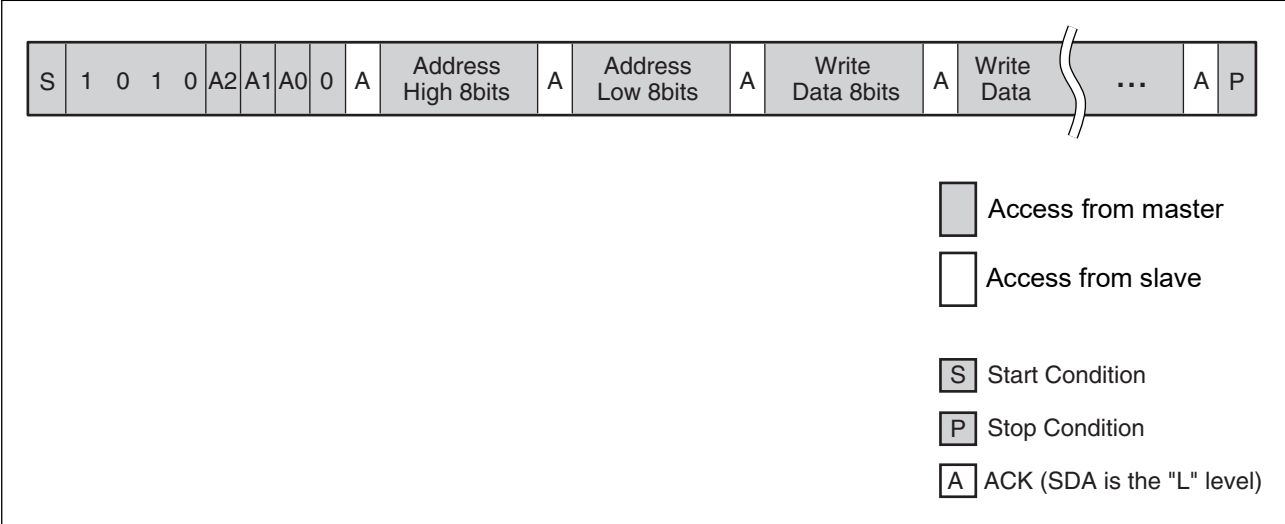 S 1 0 1 0 A2 A1 A0 0 A Address High 8bits A Address Low 8bits A Write Data 8bits A Write Data ... A P
Access from master
Access from slave
S Start Condition
P Stop Condition
A ACK (SDA is the "L" level)